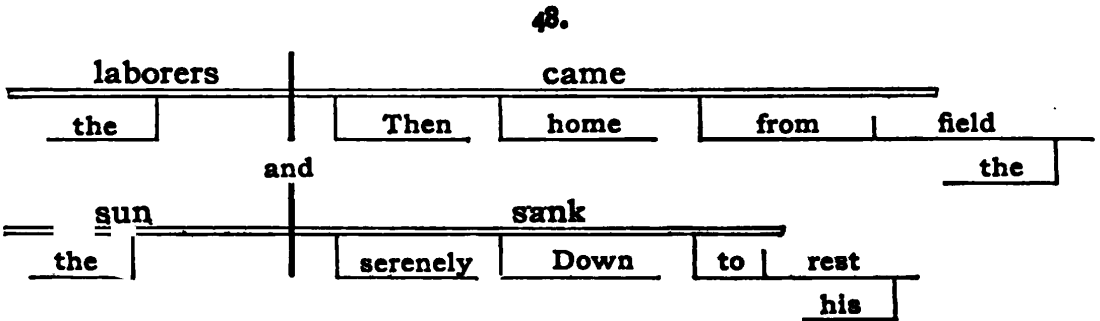 48.
laborers came
the Then home from field
the
and
sun sank
the serenely Down to rest
his